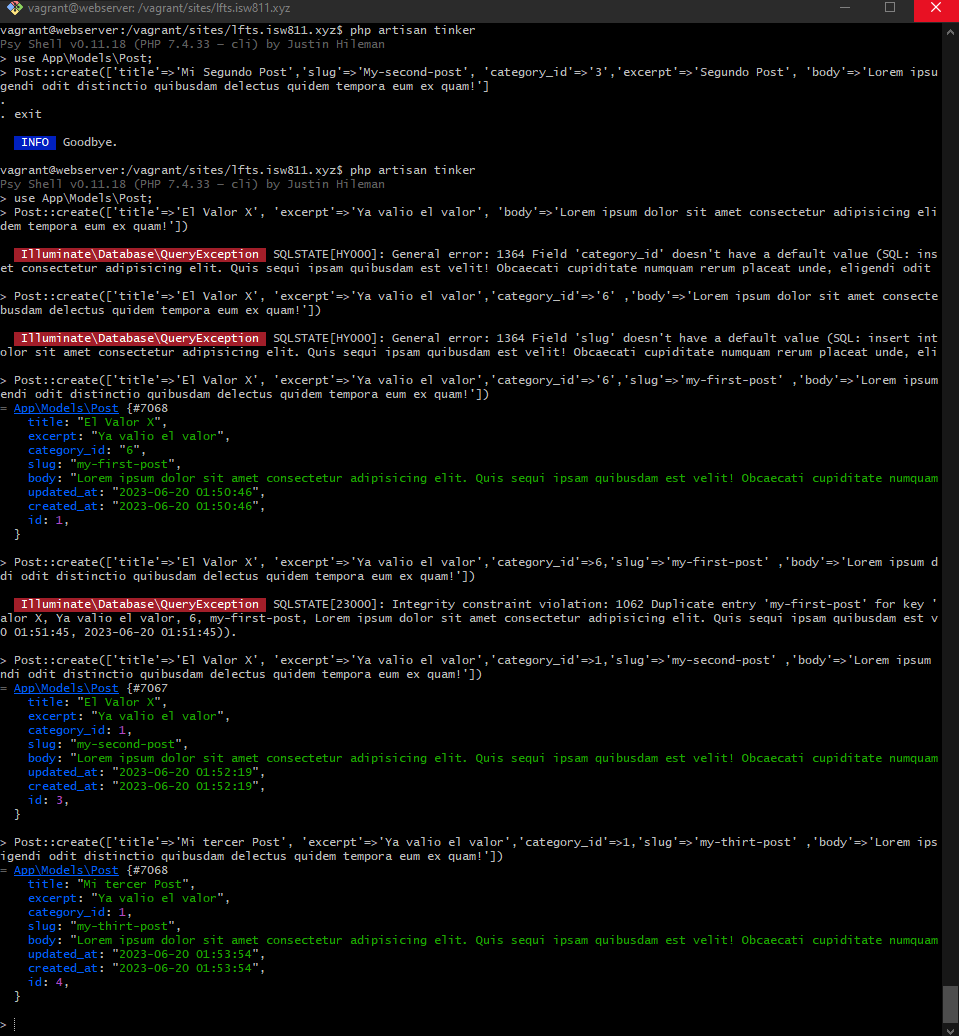 vagrant@webserver: /vagrant/sites/lfts.isw811.xyz
vagrant@webserver:/vagrant/sites/lfts.isw811.xyz$ php artisan tinker
Psy Shell v0.11.18 (PHP 7.4.33 — cli) by Justin Hileman
> use App\Models\Post;
> Post::create(['title'=>'Mi Segundo Post','slug'=>'My-second-post', 'category_id'=>'3','excerpt'=>'Segundo Post', 'body'=>'Lorem ipsu
gendi odit distinctio quibusdam delectus quidem tempora eum ex quam!']
.
. exit
INFO Goodbye.
vagrant@webserver:/vagrant/sites/lfts.isw811.xyz$ php artisan tinker
Psy Shell v0.11.18 (PHP 7.4.33 — cli) by Justin Hileman
> use App\Models\Post;
> Post::create(['title'=>'El Valor X', 'excerpt'=>'Ya valio el valor', 'body'=>'Lorem ipsum dolor sit amet consectetur adipisicing eli
dem tempora eum ex quam!'])
Illuminate\Database\QueryException SQLSTATE[HY000]: General error: 1364 Field 'category_id' doesn't have a default value (SQL: ins
et consectetur adipisicing elit. Quis sequi ipsam quibusdam est velit! Obcaecati cupiditate numquam rerum placeat unde, eligendi odit
> Post::create(['title'=>'El Valor X', 'excerpt'=>'Ya valio el valor','category_id'=>'6' ,'body'=>'Lorem ipsum dolor sit amet consecte
busdam delectus quidem tempora eum ex quam!'])
Illuminate\Database\QueryException SQLSTATE[HY000]: General error: 1364 Field 'slug' doesn't have a default value (SQL: insert int
olor sit amet consectetur adipisicing elit. Quis sequi ipsam quibusdam est velit! Obcaecati cupiditate numquam rerum placeat unde, eli
> Post::create(['title'=>'El Valor X', 'excerpt'=>'Ya valio el valor','category_id'=>'6','slug'=>'my-first-post' ,'body'=>'Lorem ipsum
endi odit distinctio quibusdam delectus quidem tempora eum ex quam!'])
= App\Models\Post {#7068
title: "El Valor X",
excerpt: "Ya valio el valor",
category_id: "6",
slug: "my-first-post",
body: "Lorem ipsum dolor sit amet consectetur adipisicing elit. Quis sequi ipsam quibusdam est velit! Obcaecati cupiditate numquam
updated_at: "2023-06-20 01:50:46",
created_at: "2023-06-20 01:50:46",
id: 1,
}
> Post::create(['title'=>'El Valor X', 'excerpt'=>'Ya valio el valor','category_id'=>6,'slug'=>'my-first-post' ,'body'=>'Lorem ipsum d
di odit distinctio quibusdam delectus quidem tempora eum ex quam!'])
Illuminate\Database\QueryException SQLSTATE[23000]: Integrity constraint violation: 1062 Duplicate entry 'my-first-post' for key '
alor X, Ya valio el valor, 6, my-first-post, Lorem ipsum dolor sit amet consectetur adipisicing elit. Quis sequi ipsam quibusdam est v
0 01:51:45, 2023-06-20 01:51:45)).
> Post::create(['title'=>'El Valor X', 'excerpt'=>'Ya valio el valor','category_id'=>1,'slug'=>'my-second-post' ,'body'=>'Lorem ipsum
ndi odit distinctio quibusdam delectus quidem tempora eum ex quam!'])
= App\Models\Post {#7067
title: "El Valor X",
excerpt: "Ya valio el valor",
category_id: 1,
slug: "my-second-post",
body: "Lorem ipsum dolor sit amet consectetur adipisicing elit. Quis sequi ipsam quibusdam est velit! Obcaecati cupiditate numquam
updated_at: "2023-06-20 01:52:19",
created_at: "2023-06-20 01:52:19",
id: 3,
}
> Post::create(['title'=>'Mi tercer Post', 'excerpt'=>'Ya valio el valor','category_id'=>1,'slug'=>'my-thirt-post' ,'body'=>'Lorem ips
igendi odit distinctio quibusdam delectus quidem tempora eum ex quam!'])
= App\Models\Post {#7068
title: "Mi tercer Post",
excerpt: "Ya valio el valor",
category_id: 1,
slug: "my-thirt-post",
body: "Lorem ipsum dolor sit amet consectetur adipisicing elit. Quis sequi ipsam quibusdam est velit! Obcaecati cupiditate numquam
updated_at: "2023-06-20 01:53:54",
created_at: "2023-06-20 01:53:54",
id: 4,
}
>